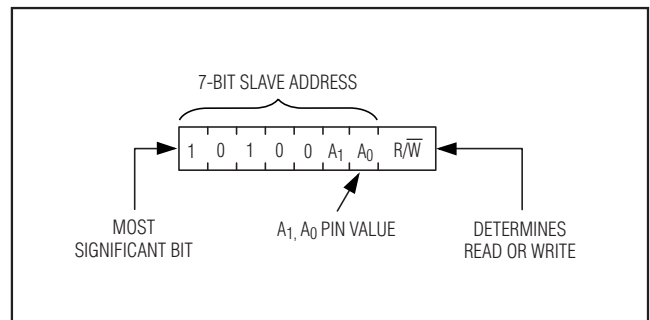 7-BIT SLAVE ADDRESS
1 0 1 0 0 A1 A0 R/W̅
MOST
SIGNIFICANT BIT
A1, A0 PIN VALUE
DETERMINES
READ OR WRITE